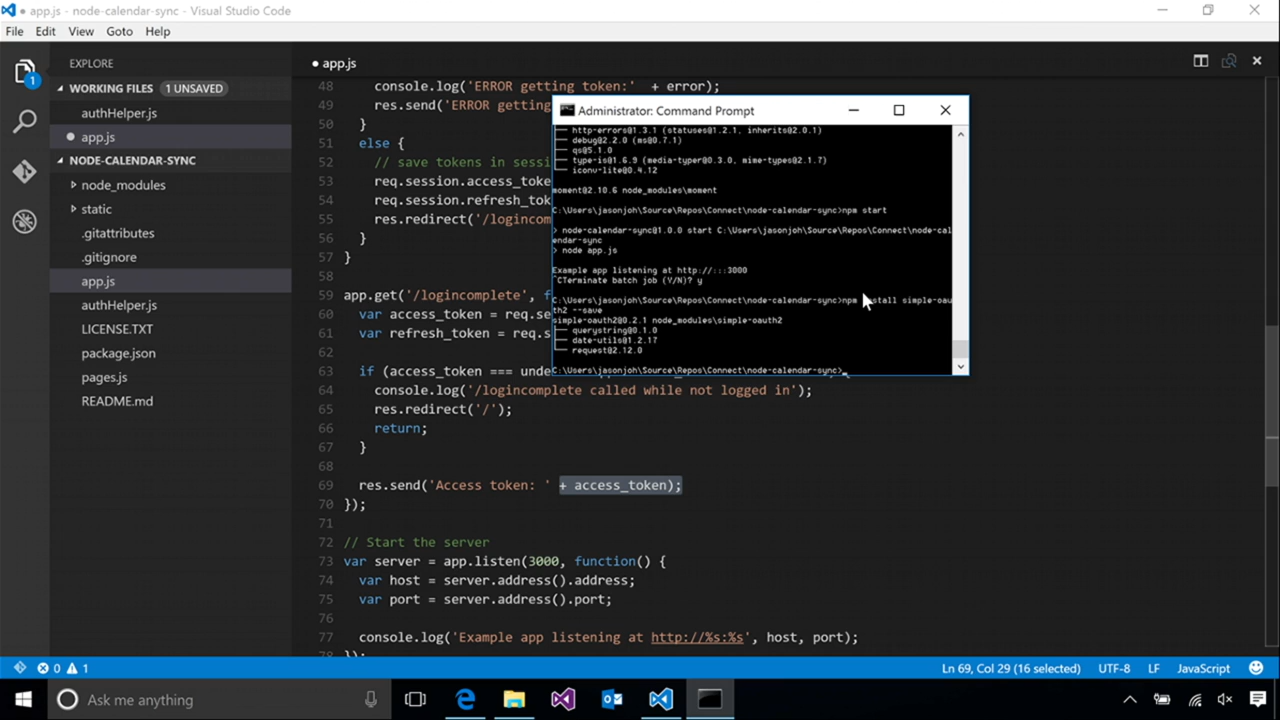 app.js - node-calendar-sync - Visual Studio Code
File Edit View Goto Help
EXPLORE
WORKING FILES 1 UNSAVED
authHelper.js
app.js
NODE-CALENDAR-SYNC
node_modules
static
.gitattributes
.gitignore
app.js
authHelper.js
LICENSE.TXT
package.json
pages.js
README.md
1
app.js
48 console.log('ERROR getting token:' + error);
49 res.send('ERROR getting
50 }
51 else {
52 // save tokens in sessi
53 req.session.access_toke
54 req.session.refresh_tok
55 res.redirect('/logincom
56 }
57 }
58
59 app.get('/logincomplete', f
60 var access_token = req.se
61 var refresh_token = req.s
62
63 if (access_token === unde
64 console.log('/logincomplete called while not logged in');
65 res.redirect('/');
66 return;
67 }
68
69 res.send('Access token: ' + access_token);
70 });
71
72 // Start the server
73 var server = app.listen(3000, function() {
74 var host = server.address().address;
75 var port = server.address().port;
76
77 console.log('Example app listening at http://%s:%s', host, port);
78 });
Administrator: Command Prompt
http-errors@1.3.1 (statuses@1.2.1, inherits@2.0.1)
debug@2.2.0 (ms@0.7.1)
qs@5.1.0
type-is@1.6.9 (media-typer@0.3.0, mime-types@2.1.7)
iconv-lite@0.4.12
moment@2.10.6 node_modules\moment
C:\Users\jasonjoh\Source\Repos\Connect\node-calendar-sync>npm start
> node-calendar-sync@1.0.0 start C:\Users\jasonjoh\Source\Repos\Connect\node-cal
endar-sync
> node app.js
Example app listening at http://:::3000
^CTerminate batch job (Y/N)? y
C:\Users\jasonjoh\Source\Repos\Connect\node-calendar-sync>npm stall simple-oau
th2 --save
simple-oauth2@0.2.1 node_modules\simple-oauth2
querystring@0.1.0
date-utils@1.2.17
request@2.12.0
C:\Users\jasonjoh\Source\Repos\Connect\node-calendar-sync>_
0 1
Ln 69, Col 29 (16 selected) UTF-8 LF JavaScript
Ask me anything